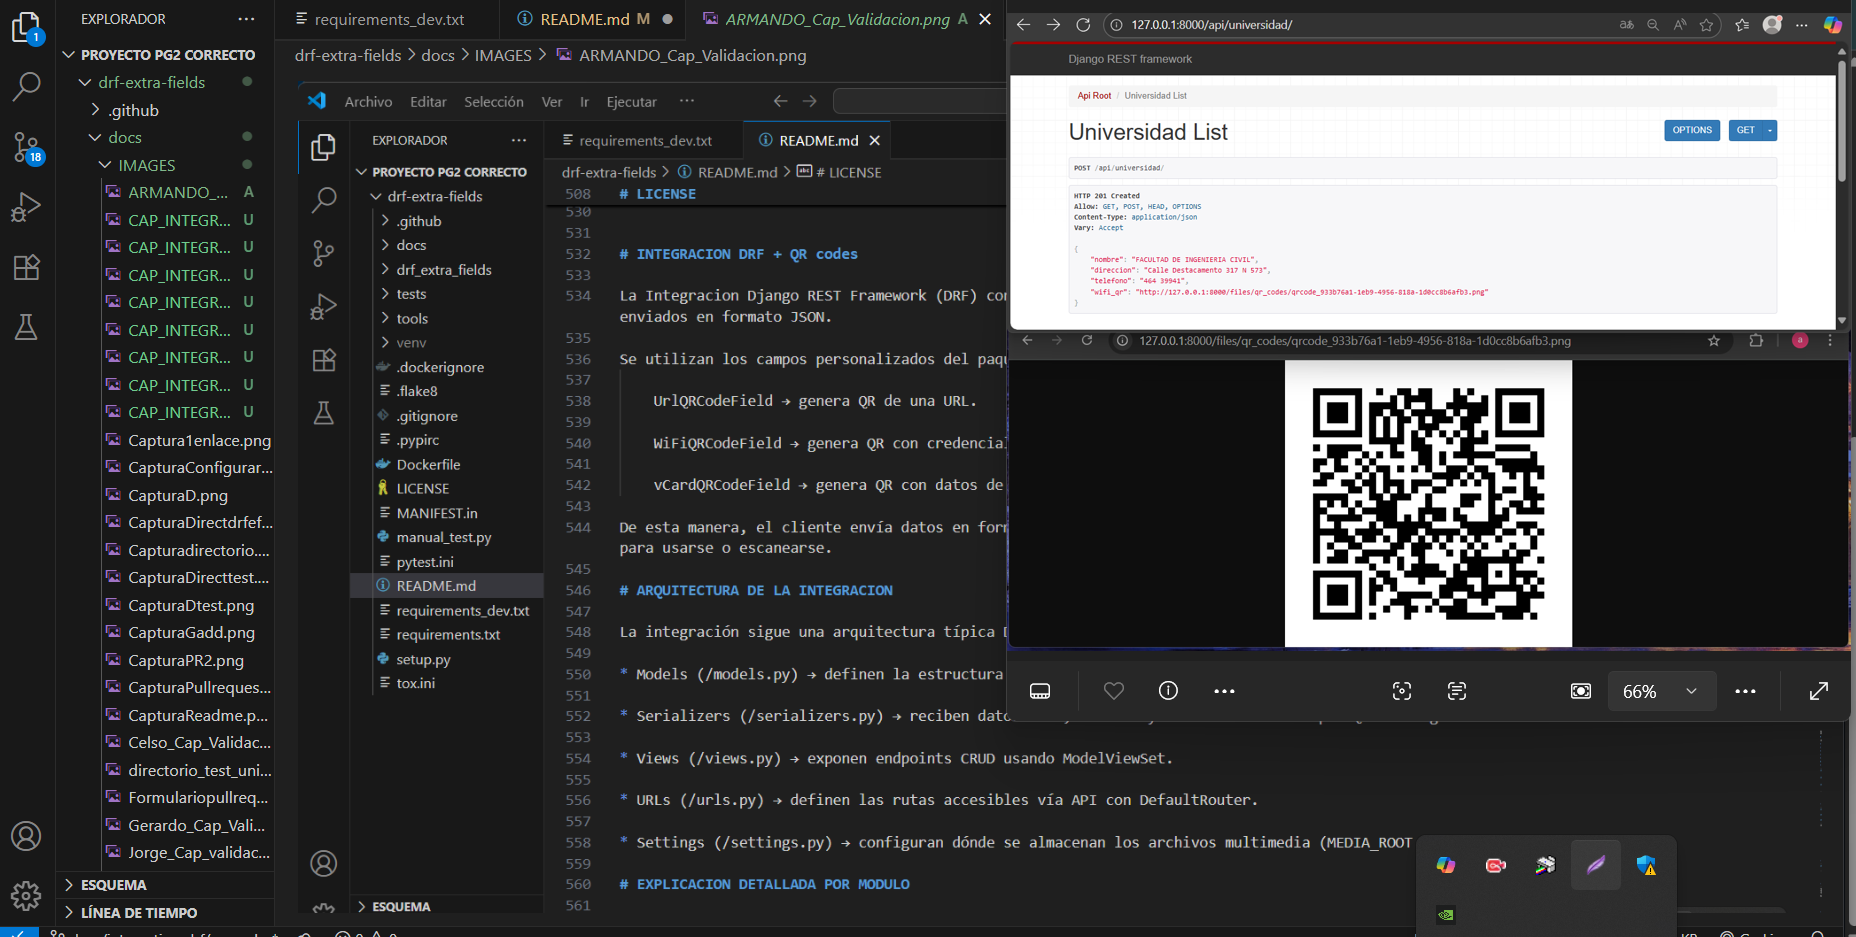 EXPLORADOR
PROYECTO PG2 CORRECTO
drf-extra-fields
.github
docs
IMAGES
ARMANDO_... A
CAP_INTEGR... U
CAP_INTEGR... U
CAP_INTEGR... U
CAP_INTEGR... U
CAP_INTEGR... U
CAP_INTEGR... U
CAP_INTEGR... U
CAP_INTEGR... U
Captura1enlace.png
CapturaConfigurar...
CapturaD.png
CapturaDirectdrfef...
Capturadirectorio....
CapturaDirecttest....
CapturaDtest.png
CapturaGadd.png
CapturaPR2.png
CapturaPullreques...
CapturaReadme.p...
Celso_Cap_Validac...
directorio_test_uni...
Formulariopullreq...
Gerardo_Cap_Vali...
Jorge_Cap_validac...
ESQUEMA
LÍNEA DE TIEMPO
1
18
requirements_dev.txt
README.md M
ARMANDO_Cap_Validacion.png A
drf-extra-fields > docs > IMAGES > ARMANDO_Cap_Validacion.png
Archivo Editar Selección Ver Ir Ejecutar ...
EXPLORADOR
PROYECTO PG2 CORRECTO
drf-extra-fields
.github
docs
drf_extra_fields
tests
tools
venv
.dockerignore
.flake8
.gitignore
.pypirc
Dockerfile
LICENSE
MANIFEST.in
manual_test.py
pytest.ini
README.md
requirements_dev.txt
requirements.txt
setup.py
tox.ini
ESQUEMA
requirements_dev.txt
README.md
drf-extra-fields > README.md > # LICENSE
508 # LICENSE
530
531
532 # INTEGRACION DRF + QR codes
533
534 La Integracion Django REST Framework (DRF) con
enviados en formato JSON.
535
536 Se utilizan los campos personalizados del paqu
537
538 UrlQRCodeField → genera QR de una URL.
539
540 WiFiQRCodeField → genera QR con credencial
541
542 vCardQRCodeField → genera QR con datos de
543
544 De esta manera, el cliente envía datos en for
para usarse o escanearse.
545
546 # ARQUITECTURA DE LA INTEGRACION
547
548 La integración sigue una arquitectura típica D
549
550 * Models (/models.py) → definen la estructura
551
552 * Serializers (/serializers.py) → reciben dato
553
554 * Views (/views.py) → exponen endpoints CRUD usando ModelViewSet.
555
556 * URLs (/urls.py) → definen las rutas accesibles vía API con DefaultRouter.
557
558 * Settings (/settings.py) → configuran dónde se almacenan los archivos multimedia (MEDIA_ROOT
559
560 # EXPLICACION DETALLADA POR MODULO
561
127.0.0.1:8000/api/universidad/
Django REST framework
Api Root / Universidad List
Universidad List
OPTIONS
GET
POST /api/universidad/
HTTP 201 Created
Allow: GET, POST, HEAD, OPTIONS
Content-Type: application/json
Vary: Accept
{
"nombre": "FACULTAD DE INGENIERIA CIVIL",
"direccion": "Calle Destacamento 317 N 573",
"telefono": "464 39941",
"wifi_qr": "http://127.0.0.1:8000/files/qr_codes/qrcode_933b76a1-1eb9-4956-818a-1d0cc8b6afb3.png"
}
127.0.0.1:8000/files/qr_codes/qrcode_933b76a1-1eb9-4956-818a-1d0cc8b6afb3.png
a
66%